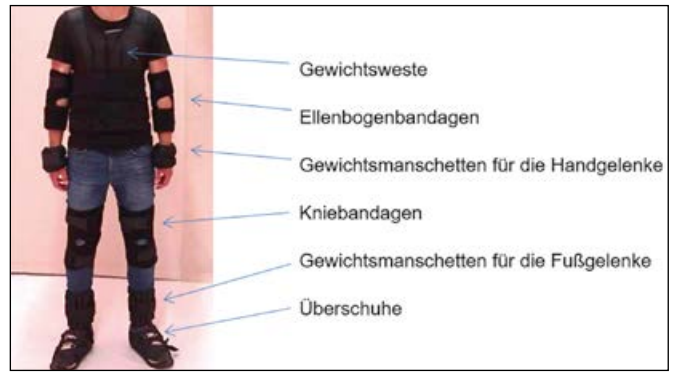 Gewichtsweste
Ellenbogenbandagen
Gewichtsmanschetten für die Handgelenke
Kniebandagen
Gewichtsmanschetten für die Fußgelenke
Überschuhe